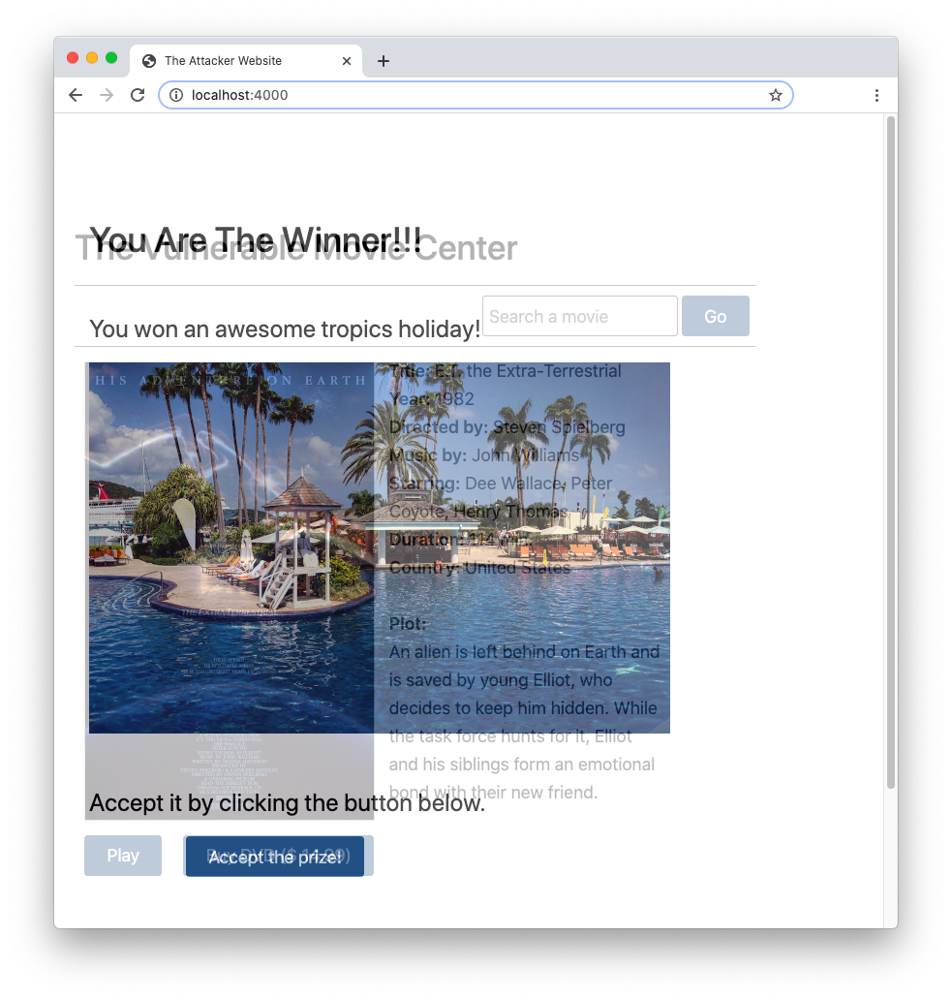 The Attacker Website
localhost:4000
You Are The Winner!!!
The Vulnerable Movie Center
You won an awesome tropics holiday!
Search a movie
Go
HIS ADVENTURE ON EARTH
Title: E.T. the Extra-Terrestrial
Year: 1982
Directed by: Steven Spielberg
Music by: John Williams
Starring: Dee Wallace, Peter
Coyote, Henry Thomas
Duration: 114 min.
Country: United States
THE EXTRA-TERRESTRIAL
Plot:
An alien is left behind on Earth and
is saved by young Elliot, who
decides to keep him hidden. While
the task force hunts for it, Elliot
and his siblings form an emotional
bond with their new friend.
Accept it by clicking the button below.
Play
Buy DVD ($
Accept the prize!